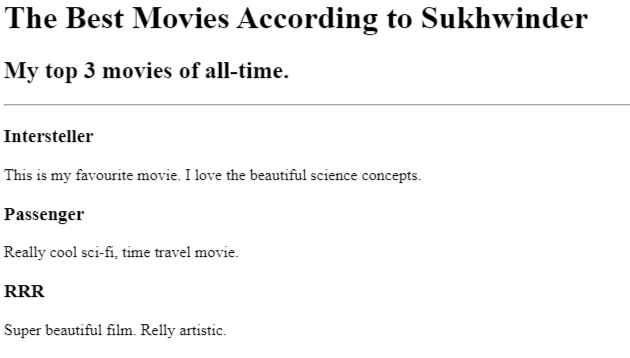 The Best Movies According to Sukhwinder
My top 3 movies of all-time.
Intersteller
This is my favourite movie. I love the beautiful science concepts.
Passenger
Really cool sci-fi, time travel movie.
RRR
Super beautiful film. Relly artistic.